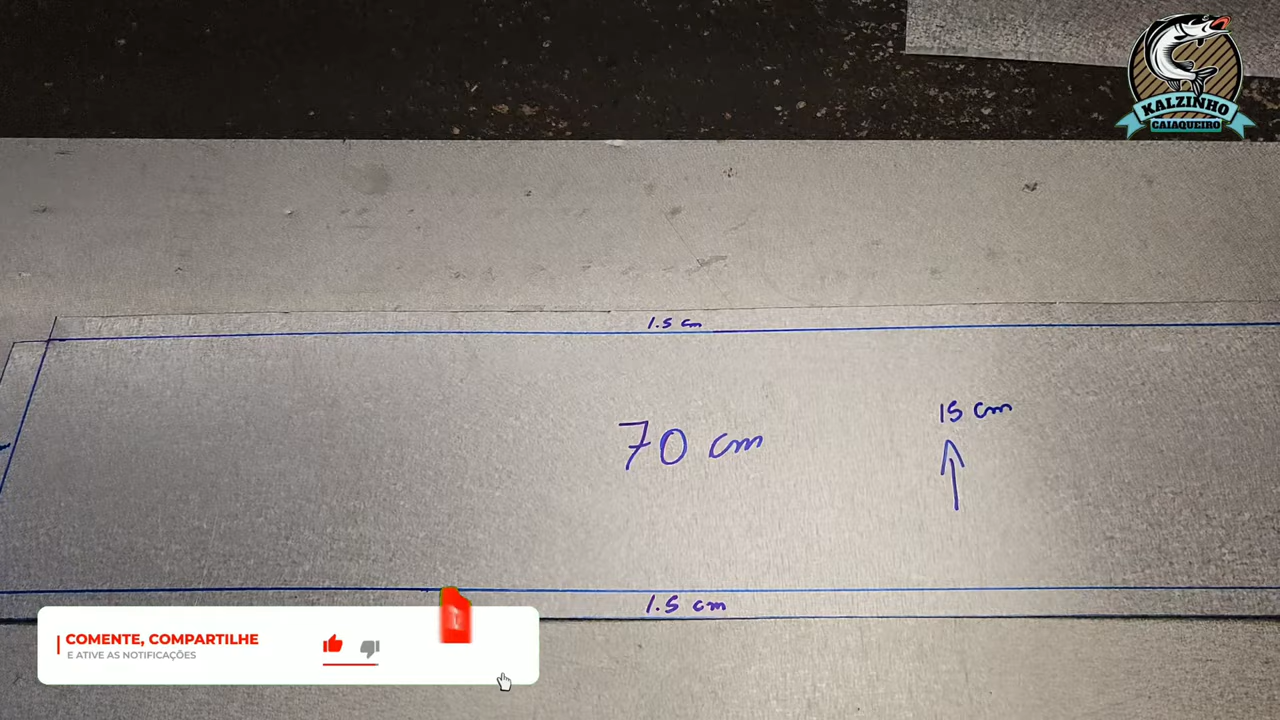 KALZINHO
CAIAQUEIRO
1.5 cm
15 cm
70 cm
1.5 cm
COMENTE, COMPARTILHE
E ATIVE AS NOTIFICAÇÕES